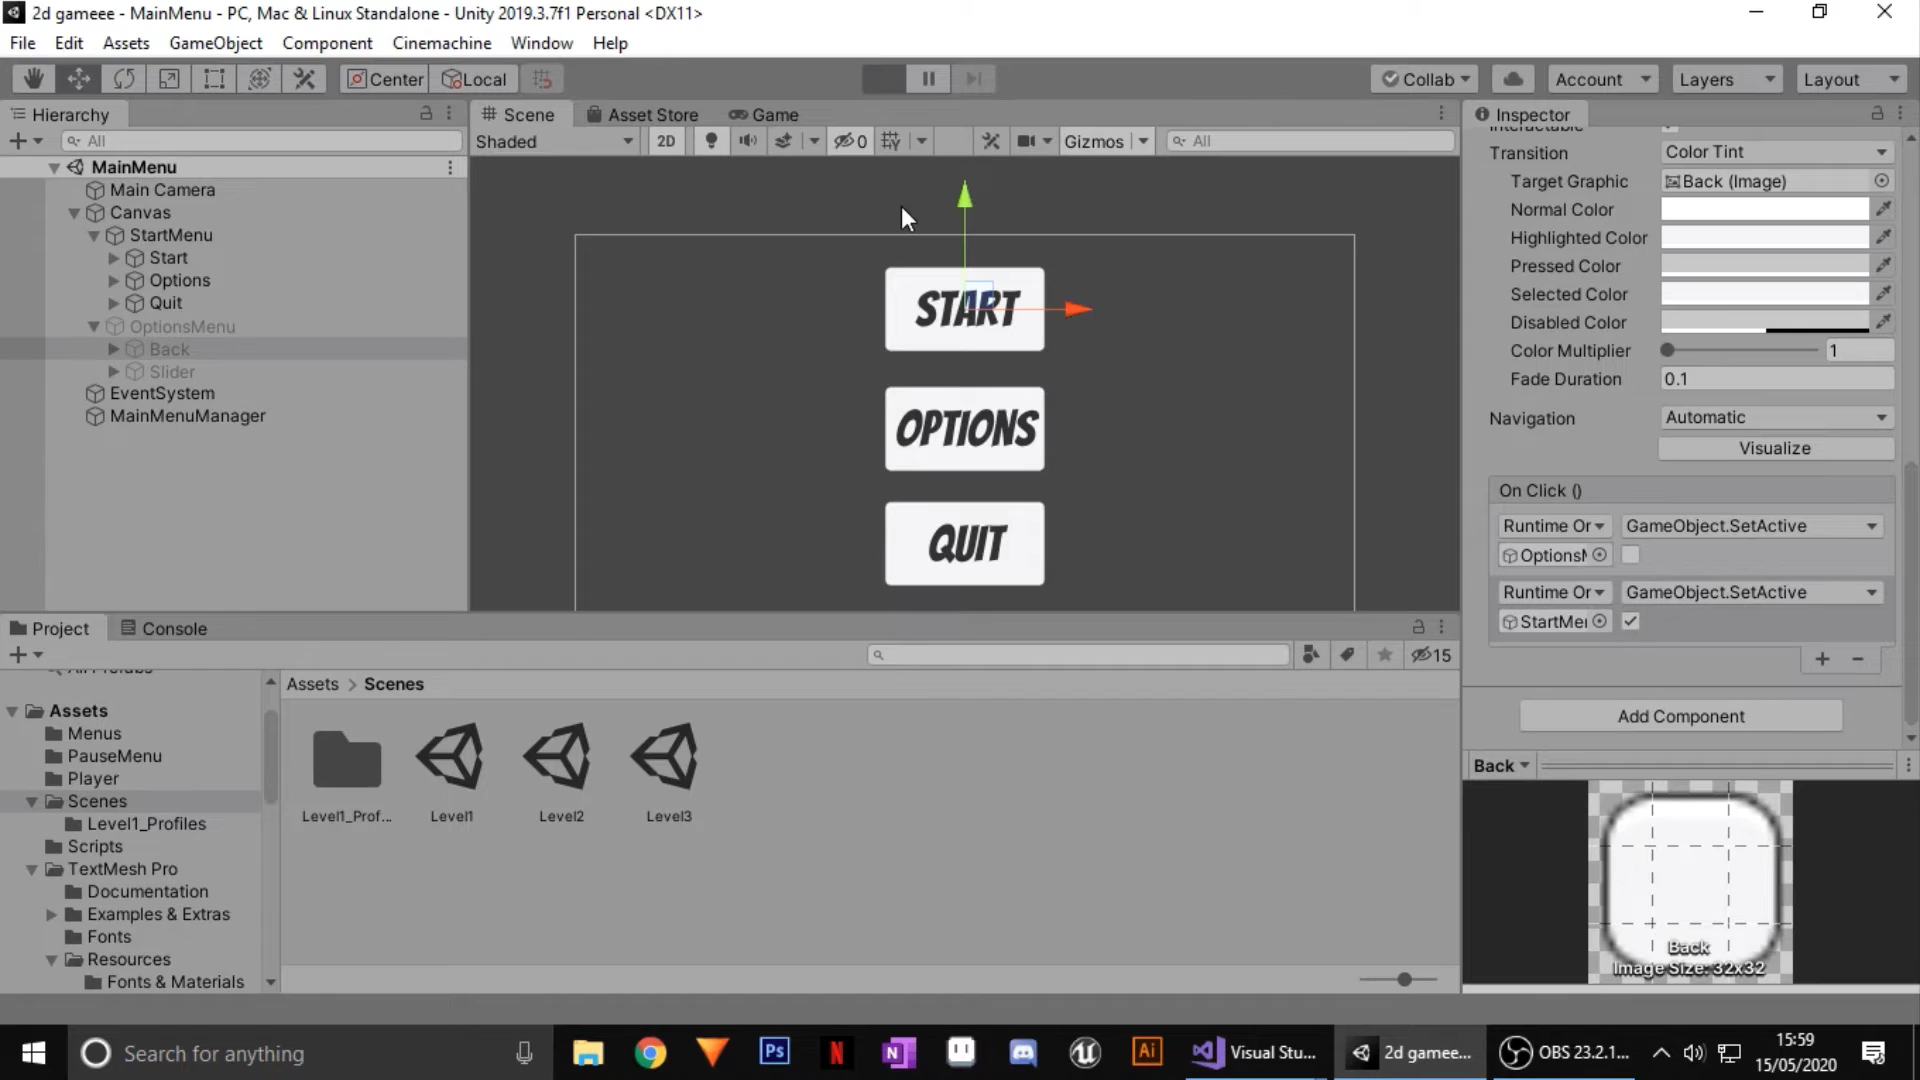 2d gameee - MainMenu - PC, Mac & Linux Standalone - Unity 2019.3.7f1 Personal <DX11>
File Edit Assets GameObject Component Cinemachine Window Help
Center Local Collab Account Layers Layout
Hierarchy
All
MainMenu
Main Camera
Canvas
StartMenu
Start
Options
Quit
OptionsMenu
Back
Slider
EventSystem
MainMenuManager
Scene Asset Store Game
Shaded 2D 0 Gizmos All
START
OPTIONS
QUIT
Inspector
Interactable
Transition Color Tint
Target Graphic Back (Image)
Normal Color
Highlighted Color
Pressed Color
Selected Color
Disabled Color
Color Multiplier 1
Fade Duration 0.1
Navigation Automatic
Visualize
On Click ()
Runtime Or GameObject.SetActive
OptionsM
Runtime Or GameObject.SetActive
StartMen
Add Component
Back
Back
Image Size: 32x32
Project Console
15
All Prefabs
Assets
Menus
PauseMenu
Player
Scenes
Level1_Profiles
Scripts
TextMesh Pro
Documentation
Examples & Extras
Fonts
Resources
Fonts & Materials
Assets > Scenes
Level1_Prof...
Level1
Level2
Level3
Search for anything
Ps
N
N
Ai
Visual Stu...
2d gamee...
OBS 23.2.1...
15:59
15/05/2020